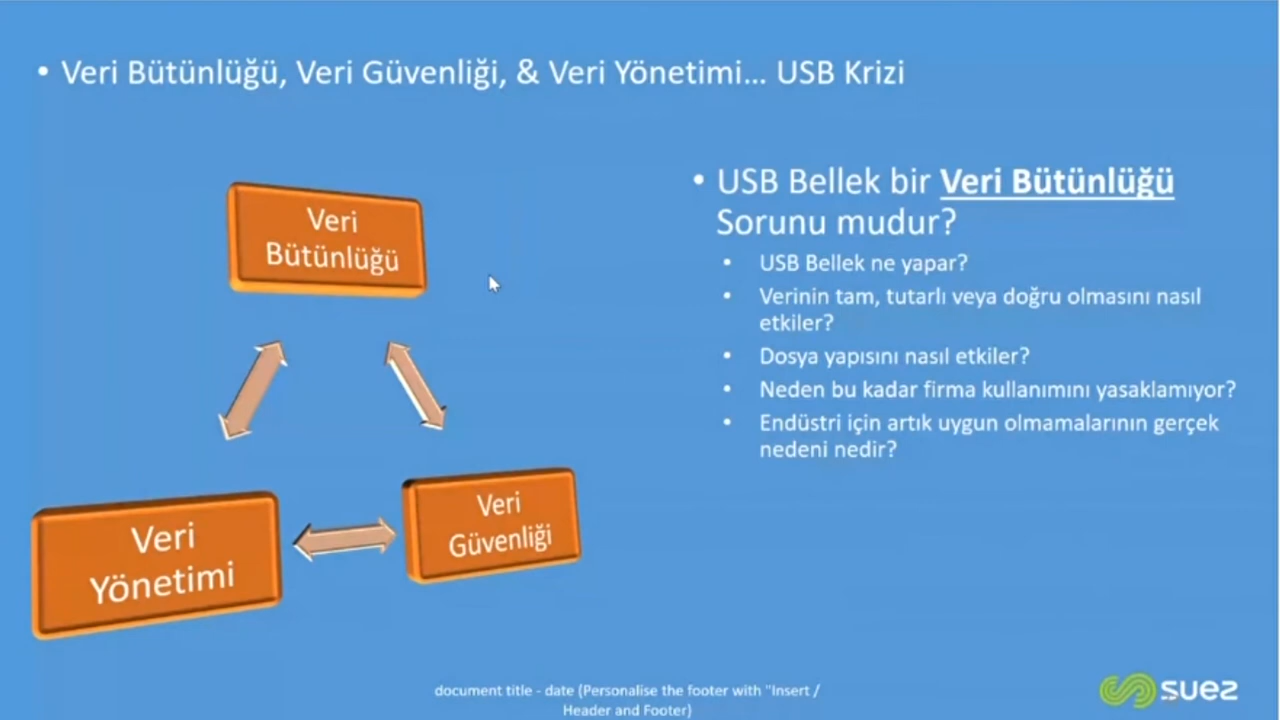 • Veri Bütünlüğü, Veri Güvenliği, & Veri Yönetimi... USB Krizi
Veri
Bütünlüğü
Veri
Yönetimi
Veri
Güvenliği
• USB Bellek bir Veri Bütünlüğü
Sorunu mudur?
• USB Bellek ne yapar?
• Verinin tam, tutarlı veya doğru olmasını nasıl
etkiler?
• Dosya yapısını nasıl etkiler?
• Neden bu kadar firma kullanımını yasaklamıyor?
• Endüstri için artık uygun olmamalarının gerçek
nedeni nedir?
document title - date (Personalise the footer with "Insert /
Header and Footer)
suez